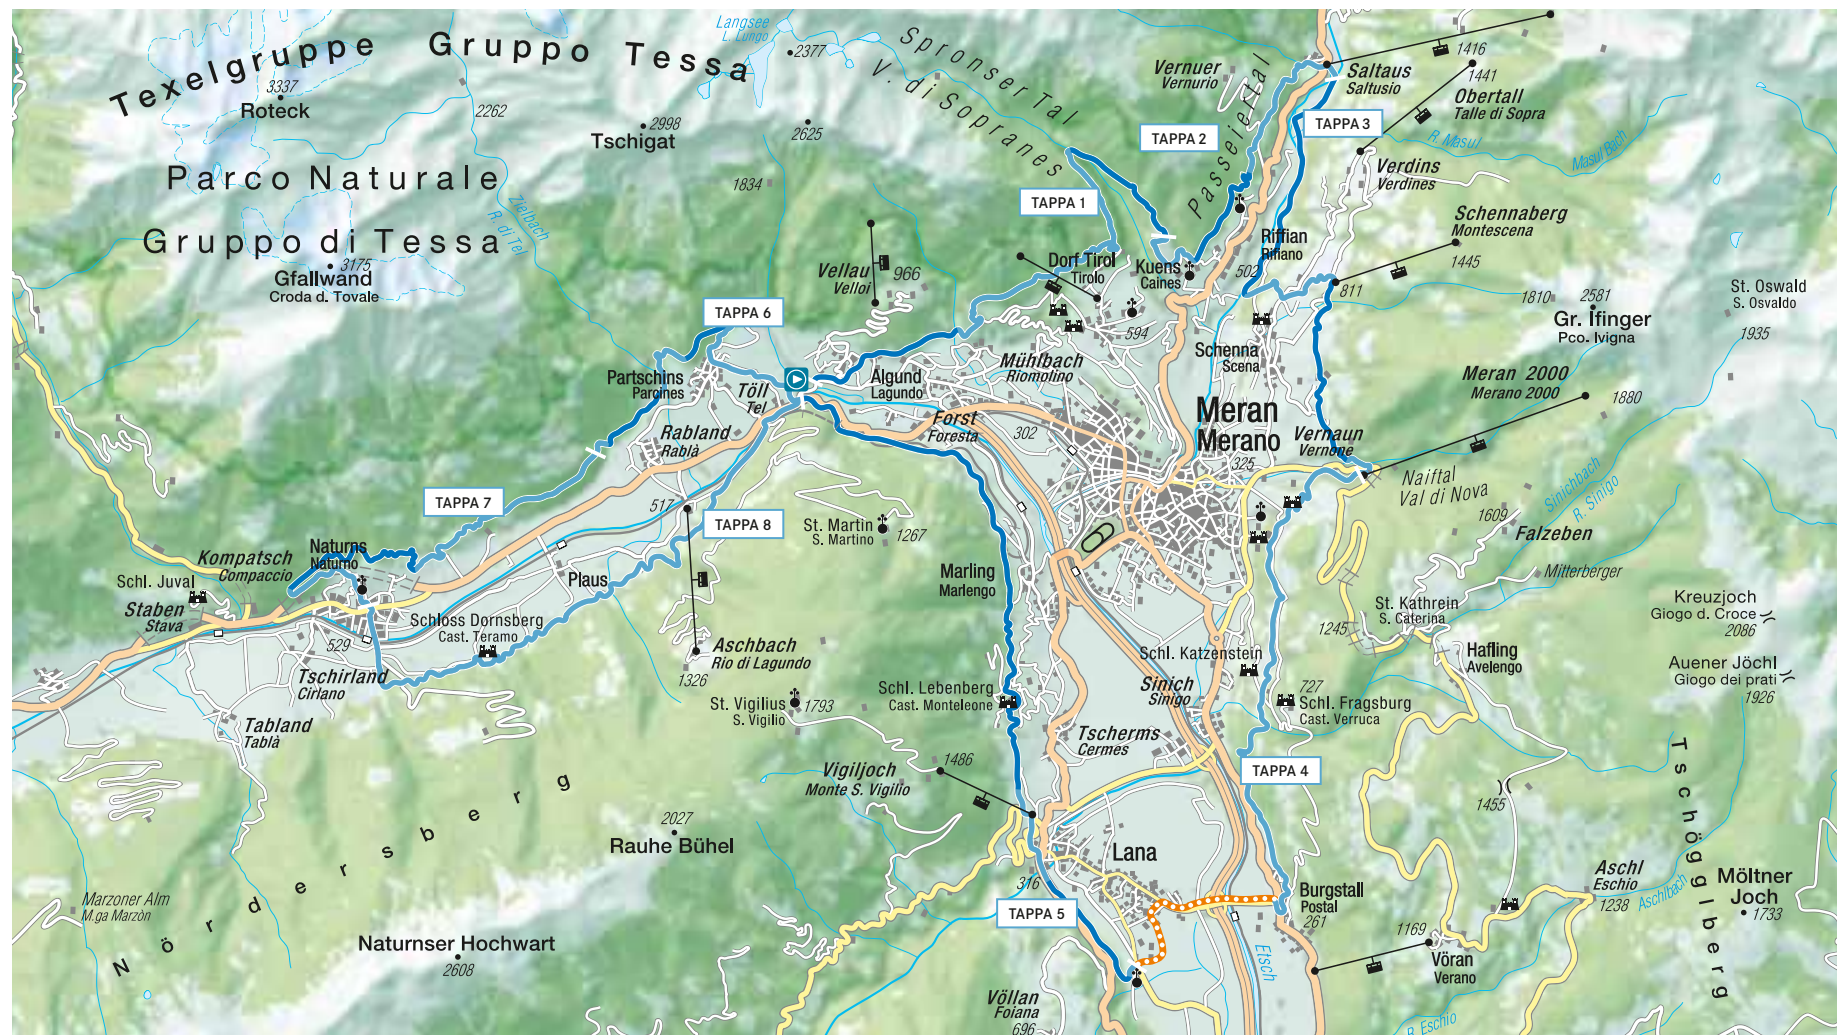 Texelgruppe Gruppo Tessa
3337
Roteck
2262
2998
Tschigat
2377
2625
Langsee
L. Lungo
Spronser Tal
V. di Sopranes
Parco Naturale
Gruppo di Tessa
3175
Gfallwand
Croda d. Tovale
Zielbach
R. di Tel
1834
Vernuer
Vernurio
Passeiertal
TAPPA 2
Saltaus
Saltusio
1416
1441
Obertall
Talle di Sopra
TAPPA 3
R. Masul
Masul Bach
Verdins
Verdines
TAPPA 1
Schennaberg
Montescena
1445
Riffian
Rifiano
502
Kuens
Caines
Dorf Tirol
Tirolo
594
Vellau
Velloi
966
811
1810
2581
Gr. Ifinger
Pco. Ivigna
St. Oswald
S. Osvaldo
1935
TAPPA 6
Partschins
Parcines
Töll
Tel
Algund
Lagundo
Mühlbach
Riomolino
Schenna
Scena
Meran 2000
Merano 2000
1880
Meran
Merano
325
Vernaun
Vernone
Forst
Foresta
302
Rabland
Rablà
517
Naiftal
Val di Nova
Sinichbach
R. Sinigo
1609
Falzeben
TAPPA 7
TAPPA 8
St. Martin
S. Martino
1267
Naturns
Naturno
Kompatsch
Compaccio
Schl. Juval
Staben
Stava
Plaus
Marling
Marlengo
Mitterberger
St. Kathrein
S. Caterina
1245
Kreuzjoch
Giogo d. Croce
2086
Hafling
Avelengo
Auener Jöchl
Giogo dei prati
1926
Schloss Dornsberg
Cast. Teramo
529
Tschirland
Cirlano
Aschbach
Rio di Lagundo
1326
Schl. Katzenstein
Sinich
Sinigo
727
Schl. Fragsburg
Cast. Verruca
Schl. Lebenberg
Cast. Monteleone
St. Vigilius
S. Vigilio
1793
Tabland
Tablà
Tscherms
Cermes
TAPPA 4
1486
Vigiljoch
Monte S. Vigilio
1455
Tschögglberg
Nördersberg
2027
Rauhe Bühel
Lana
316
Burgstall
Postal
261
Aschl
Eschio
1238
Aschlbach
Möltner
Joch
1733
Marzoner Alm
M.ga Marzòn
TAPPA 5
1169
Naturnser Hochwart
2608
Etsch
Vöran
Verano
Völlan
Foiana
696
R. Eschio